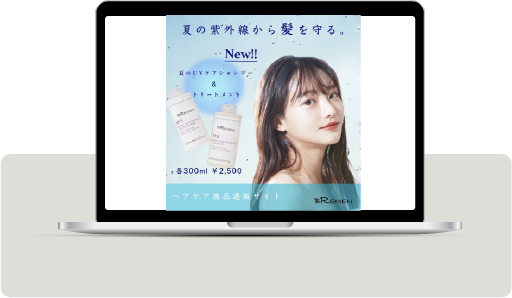 夏の紫外線から髪を守る。
New!!
夏のUVケアシャンプー
&
トリートメント
各300ml ¥2,500
ヘアケア商品通販サイト
BREMEN